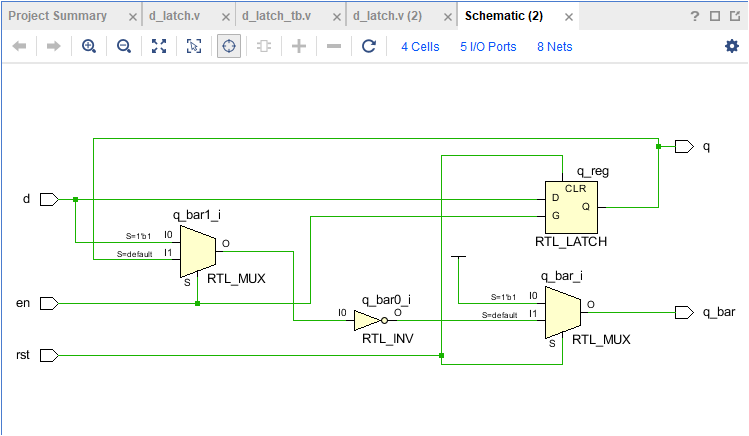 Project Summary
d_latch.v
d_latch_tb.v
d_latch.v (2)
Schematic (2)
4 Cells
5 I/O Ports
8 Nets
q
q_reg
CLR
D
Q
G
RTL_LATCH
d
q_bar1_i
S=1'b1
I0
O
S=default
I1
S
RTL_MUX
q_bar_i
S=1'b1
I0
O
S=default
I1
S
RTL_MUX
q_bar
en
q_bar0_i
I0
O
RTL_INV
rst